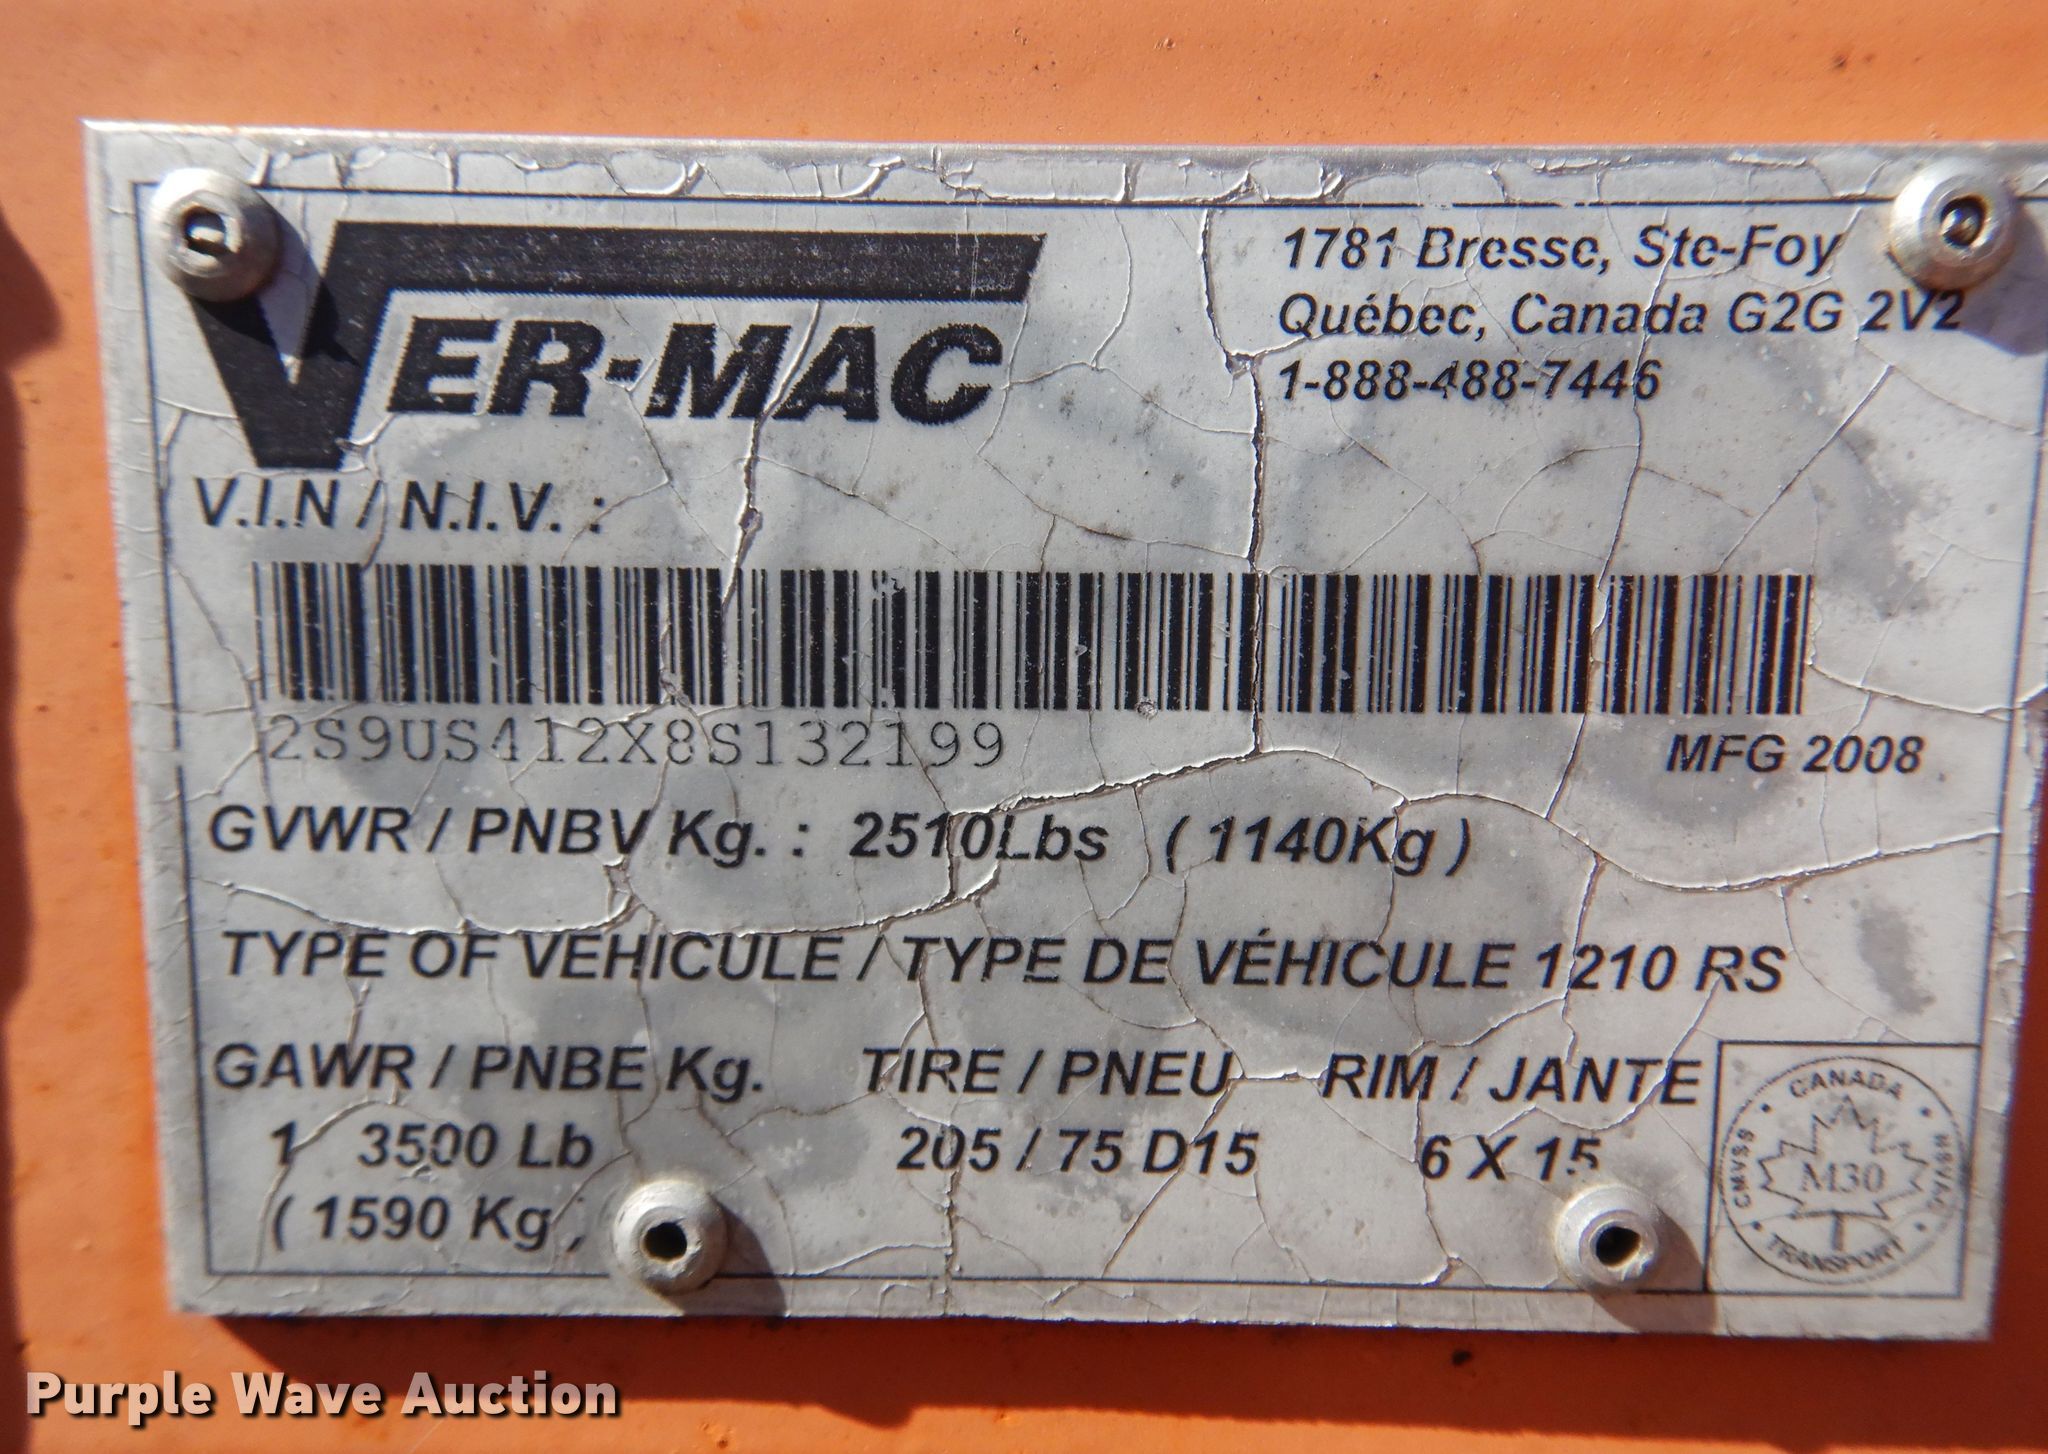 VER-MAC
1781 Bresse, Ste-Foy
Québec, Canada G2G 2V2
1-888-488-7446
V.I.N / N.I.V. :
2S9US412X8S132199
MFG 2008
GVWR / PNBV Kg. : 2510Lbs ( 1140Kg )
TYPE OF VEHICULE / TYPE DE VÉHICULE 1210 RS
GAWR / PNBE Kg. TIRE / PNEU RIM / JANTE
1 3500 Lb 205 / 75 D15 6 X 15
( 1590 Kg )
CANADA
CMVSS
M30
TRANSPORT
Purple Wave Auction